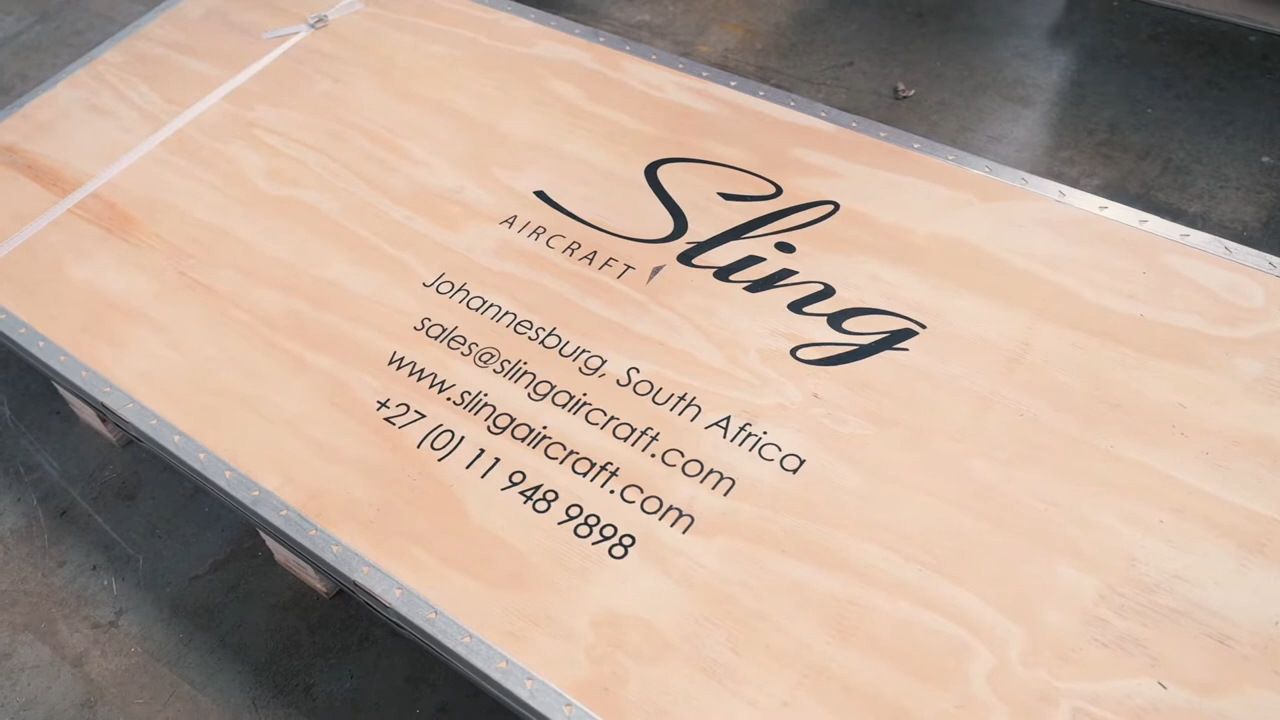 Sling
AIRCRAFT
Johannesburg, South Africa
sales@slingaircraft.com
www.slingaircraft.com
+27 (0) 11 948 9898